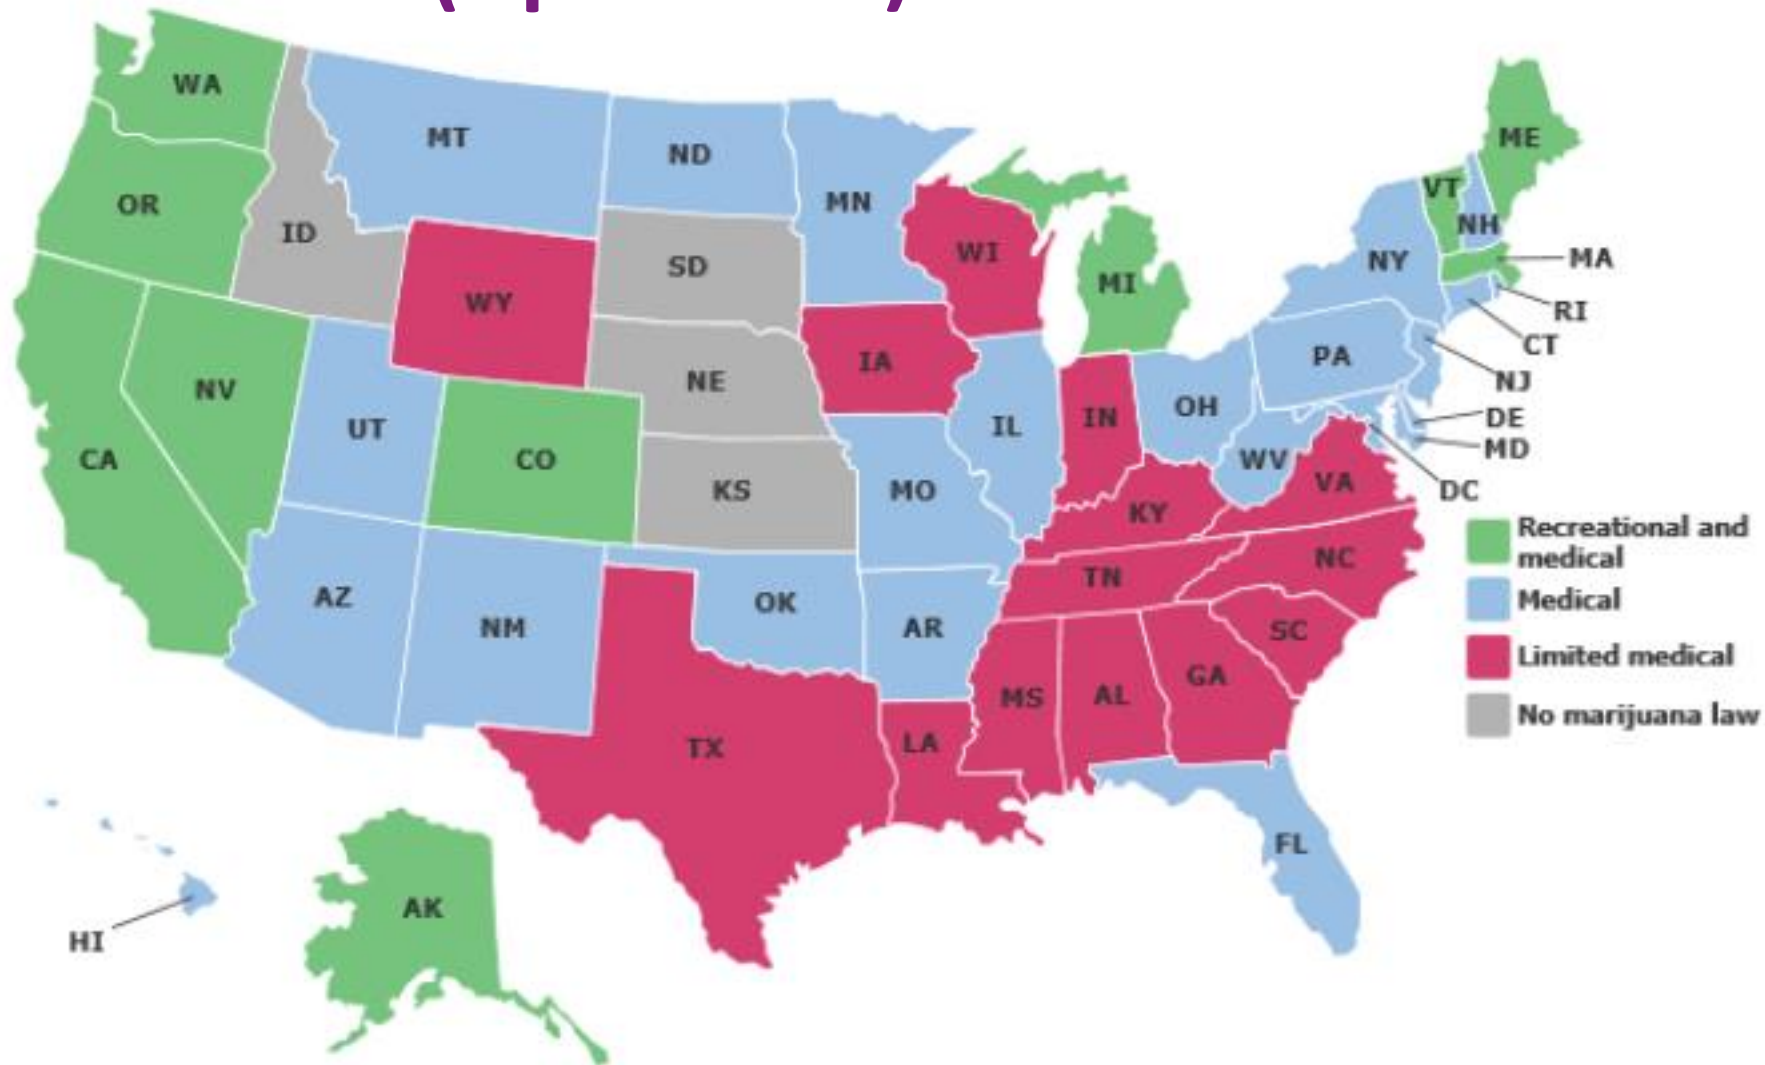 WA
MT
ND
MN
ME
VT
NH
OR
ID
SD
WI
MI
NY
MA
RI
WY
IA
PA
CT
NJ
NE
NV
UT
CO
IL
IN
OH
DE
MD
CA
WV
VA
DC
KS
MO
KY
Recreational and
medical
AZ
NM
OK
AR
TN
NC
Medical
SC
Limited medical
TX
LA
MS
AL
GA
No marijuana law
FL
AK
HI